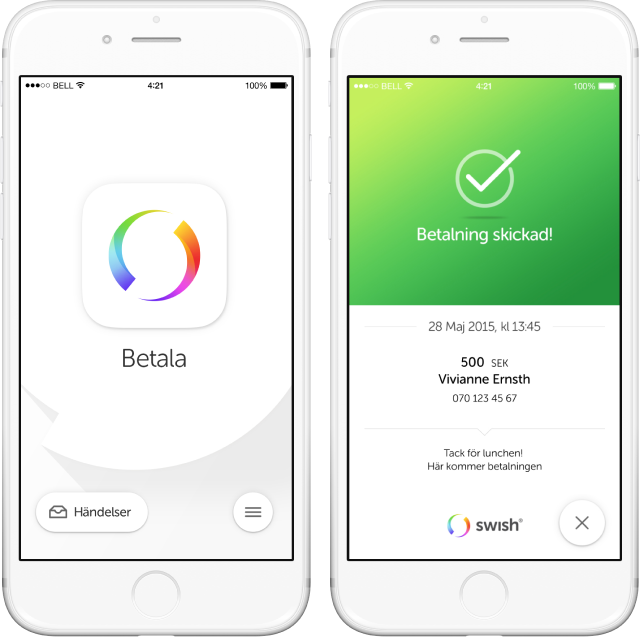 BELL 4:21 100%
Betala
Händelser
BELL 4:21 100%
Betalning skickad!
28 Maj 2015, kl 13:45
500 SEK
Vivianne Ernsth
070 123 45 67
Tack för lunchen!
Här kommer betalningen
swish®